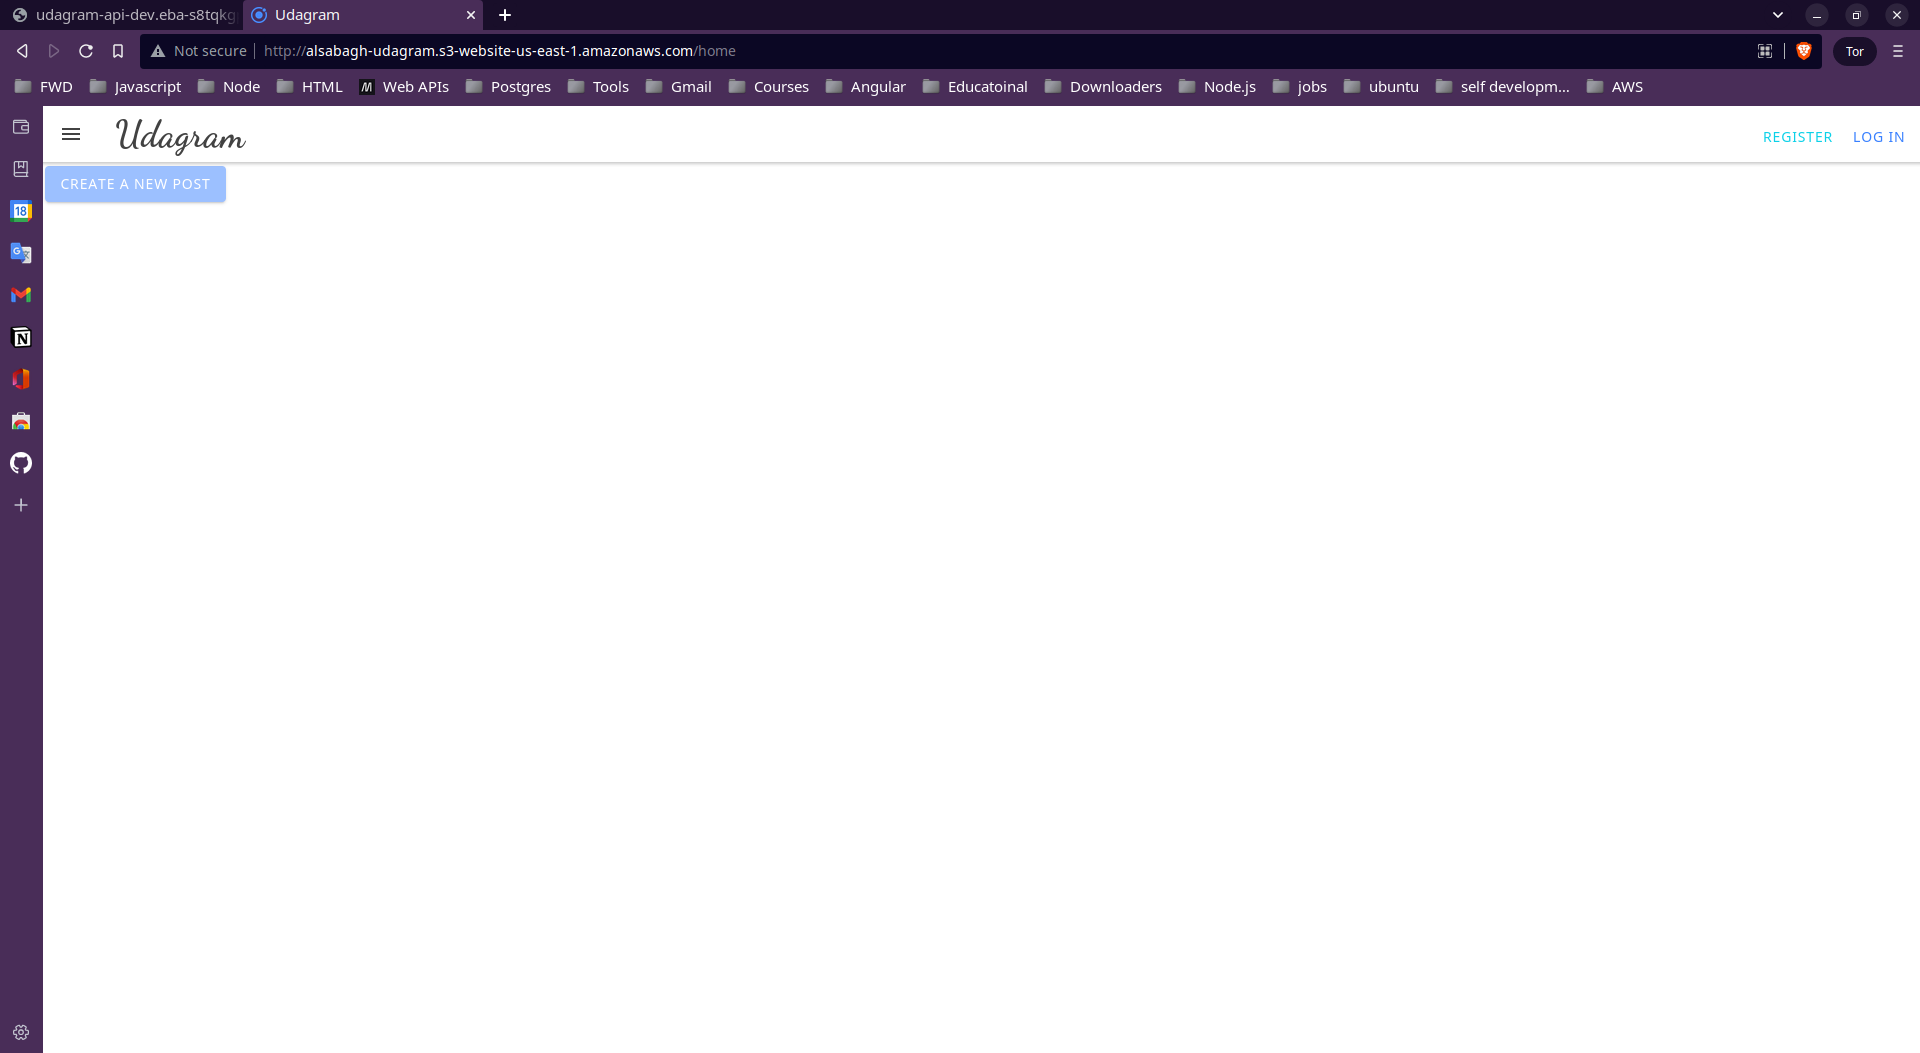 udagram-api-dev.eba-s8tqkg
Udagram
Not secure http://alsabagh-udagram.s3-website-us-east-1.amazonaws.com/home Tor
FWD Javascript Node HTML M Web APIs Postgres Tools Gmail Courses Angular Educatoinal Downloaders Node.js jobs ubuntu self developm... AWS
Udagram REGISTER LOG IN
CREATE A NEW POST
18
G
N